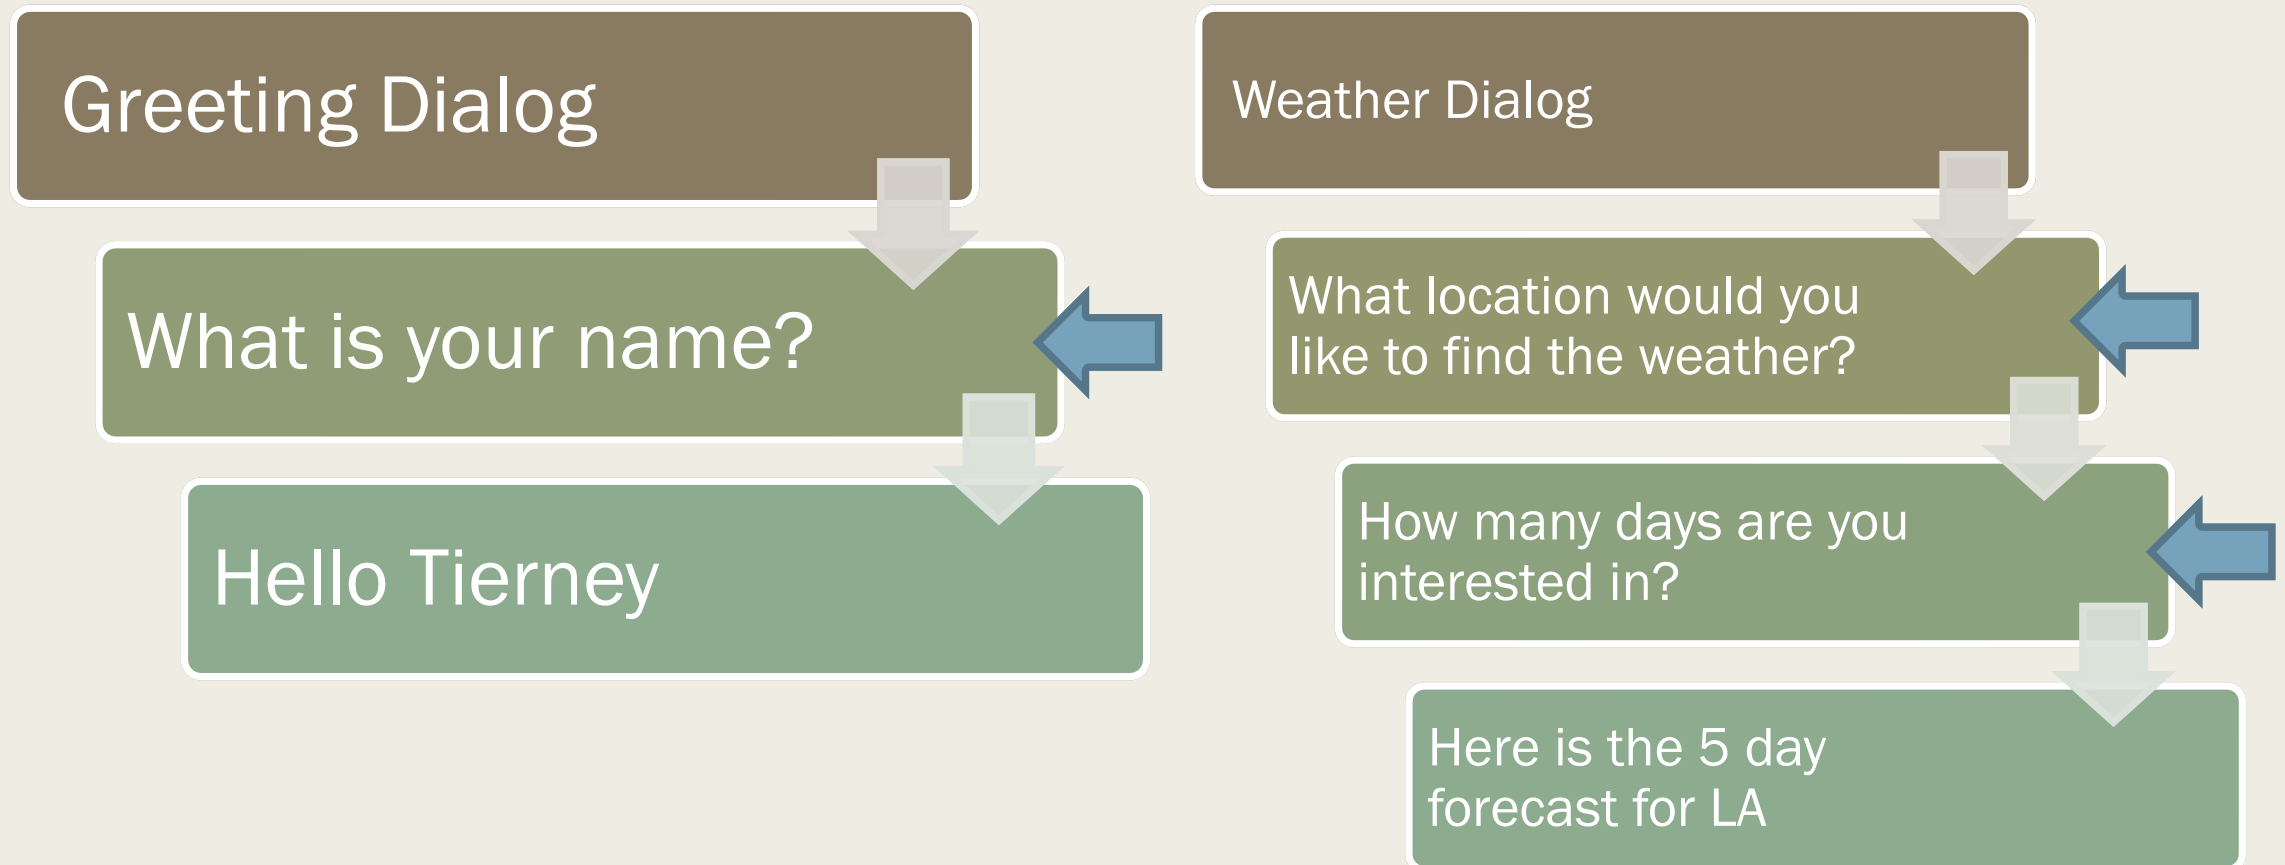 Greeting Dialog
What is your name?
Hello Tierney
Weather Dialog
What location would you
like to find the weather?
How many days are you
interested in?
Here is the 5 day
forecast for LA